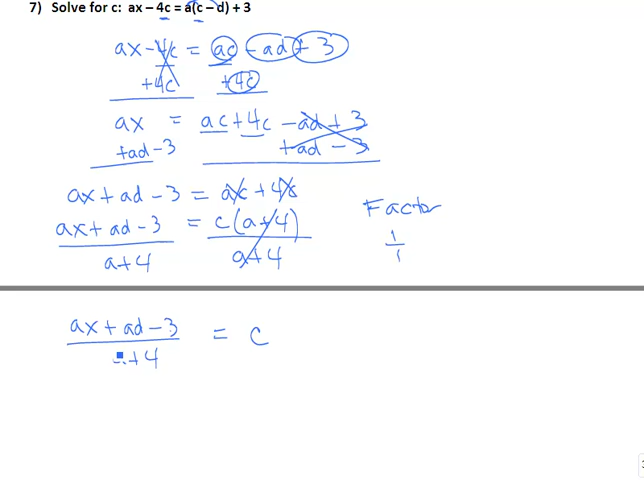 7) Solve for c: ax – 4c = a(c – d) + 3
ax - 4c = ac - ad + 3
+4c +4c
ax = ac + 4c - ad + 3
+ad - 3 +ad - 3
ax + ad - 3 = ac + 4c
Factor
ax + ad - 3 = c(a + 4)
a + 4 a + 4
1
1
ax + ad - 3 = c
+ 4